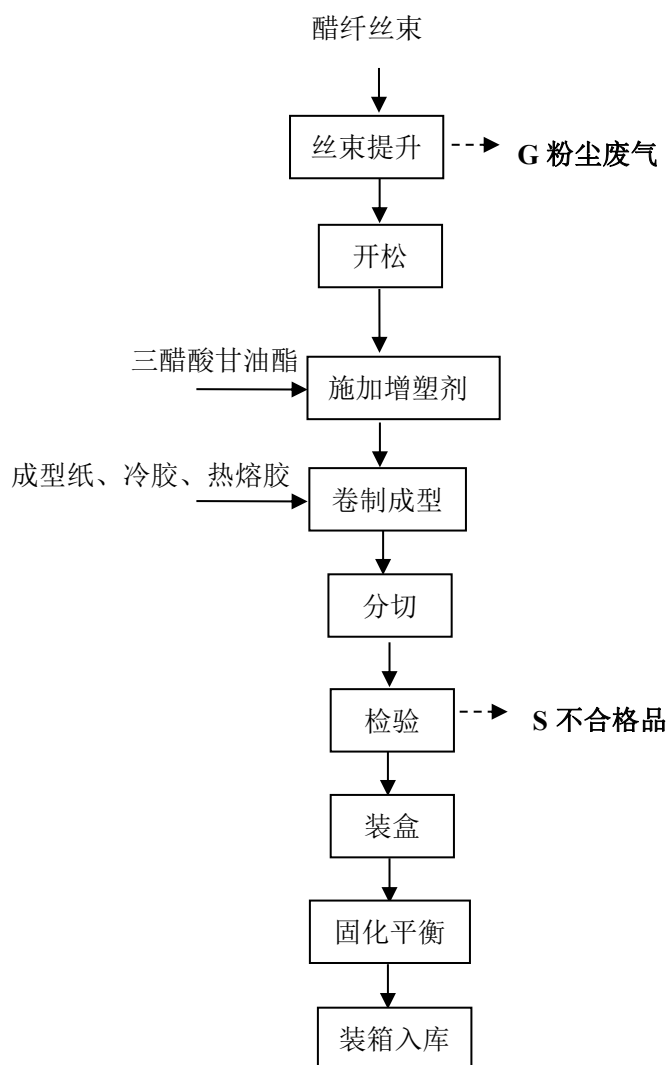 醋纤丝束
丝束提升
G 粉尘废气
开松
三醋酸甘油酯
施加增塑剂
成型纸、冷胶、热熔胶
卷制成型
分切
检验
S 不合格品
装盒
固化平衡
装箱入库